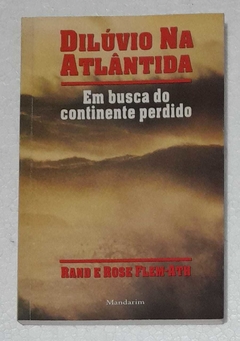 DILÚVIO NA
ATLÂNTIDA
Em busca do
continente perdido
RAND E ROSE FLEM-ATH
Mandarim